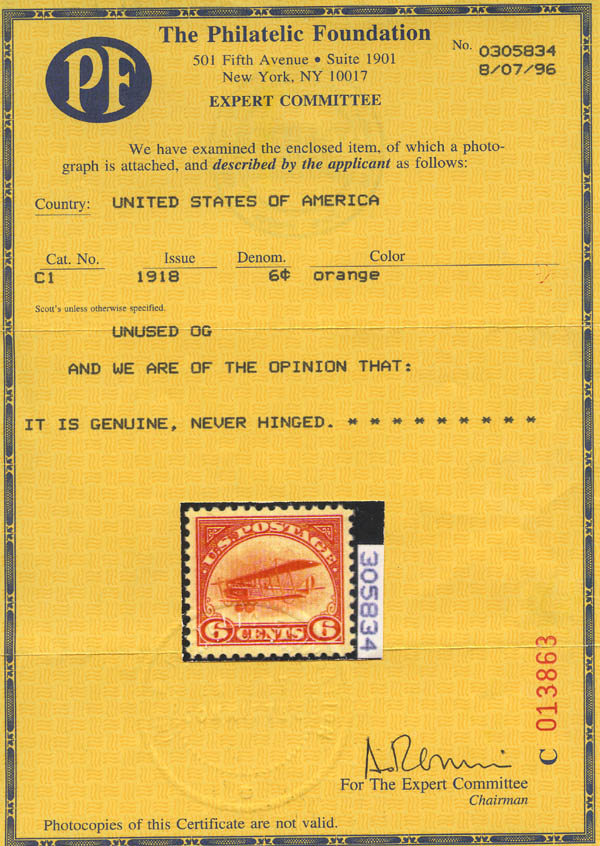 PF
The Philatelic Foundation
501 Fifth Avenue • Suite 1901
New York, NY 10017
EXPERT COMMITTEE
No. 0305834
8/07/96
We have examined the enclosed item, of which a photo-
graph is attached, and described by the applicant as follows:
Country: UNITED STATES OF AMERICA
Cat. No. Issue Denom. Color
C1 1918 6¢ orange
Scott's unless otherwise specified.
UNUSED OG
AND WE ARE OF THE OPINION THAT:
IT IS GENUINE, NEVER HINGED. * * * * * * * * *
U.S. POSTAGE
6 CENTS 6
305834
C 013863
For The Expert Committee
Chairman
Photocopies of this Certificate are not valid.